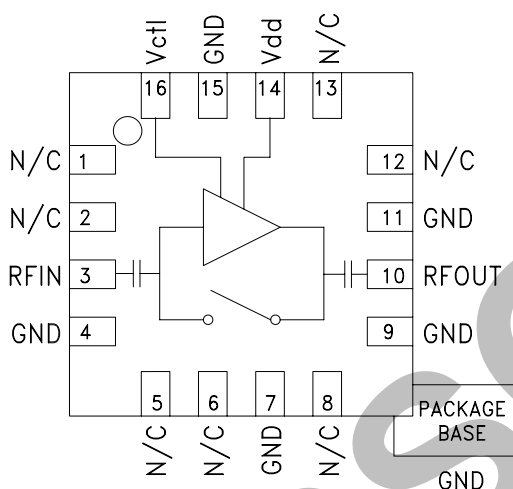 Vctl
GND
Vdd
N/C
16
15
14
13
N/C 1
12 N/C
N/C 2
11 GND
RFIN 3
10 RFOUT
GND 4
9 GND
5
6
7
8
N/C
N/C
GND
N/C
PACKAGE
BASE
GND